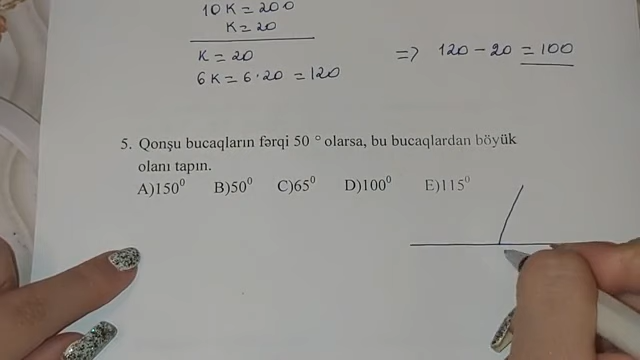 10K=200
K=20
K=20
6K=6·20=120
=> 120-20=100
5. Qonşu bucaqların fərqi 50 ° olarsa, bu bucaqlardan böyük
olanı tapın.
A)150⁰ B)50⁰ C)65⁰ D)100⁰ E)115⁰